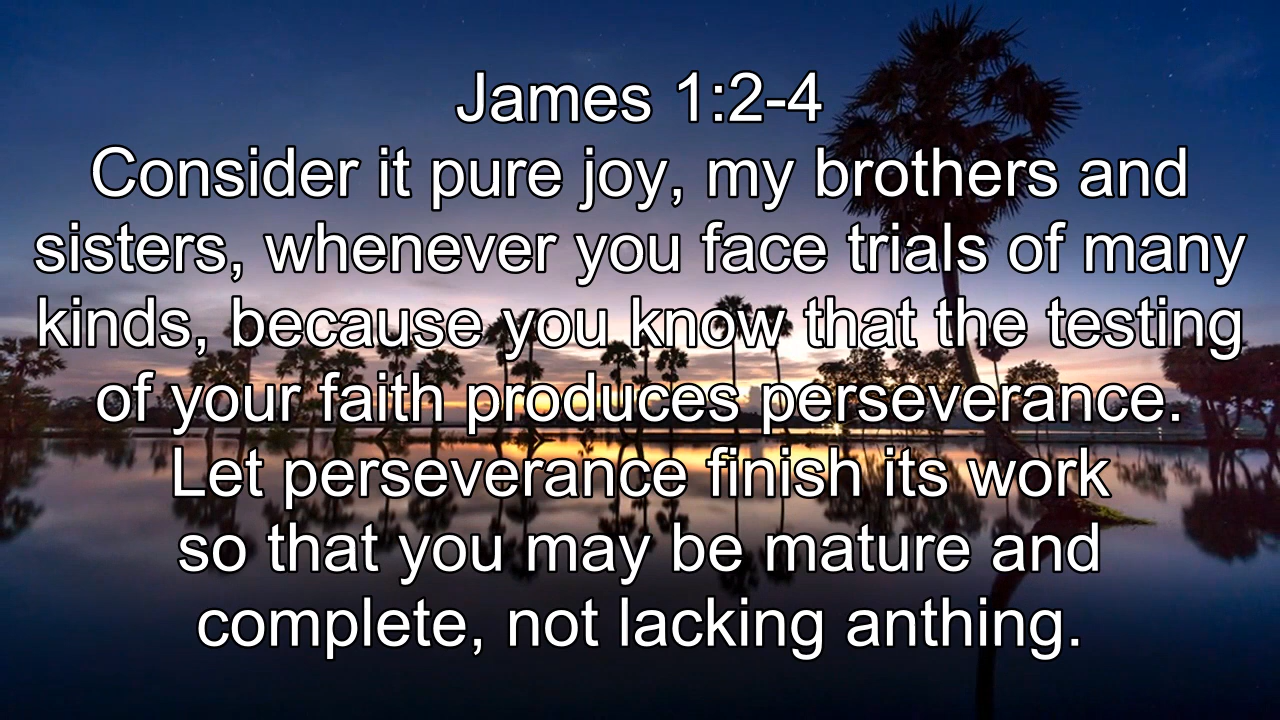 James 1:2-4
Consider it pure joy, my brothers and
sisters, whenever you face trials of many
kinds, because you know that the testing
of your faith produces perseverance.
Let perseverance finish its work
so that you may be mature and
complete, not lacking anthing.